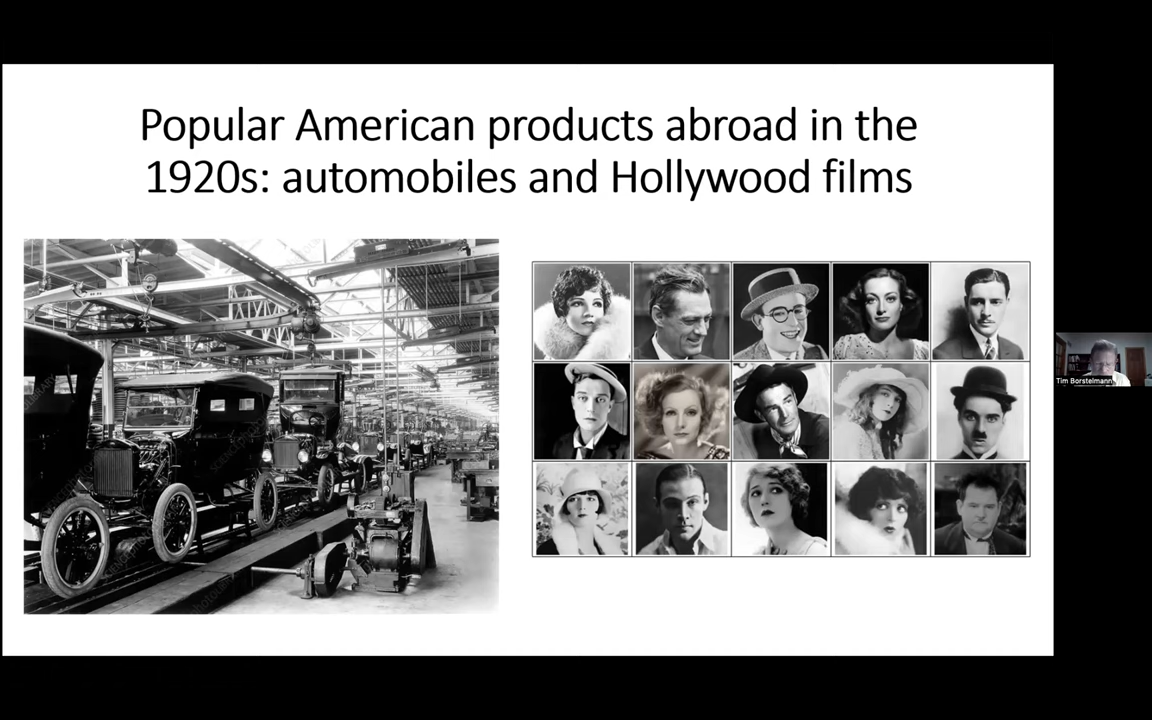 Popular American products abroad in the
1920s: automobiles and Hollywood films
Tim Borstelmann